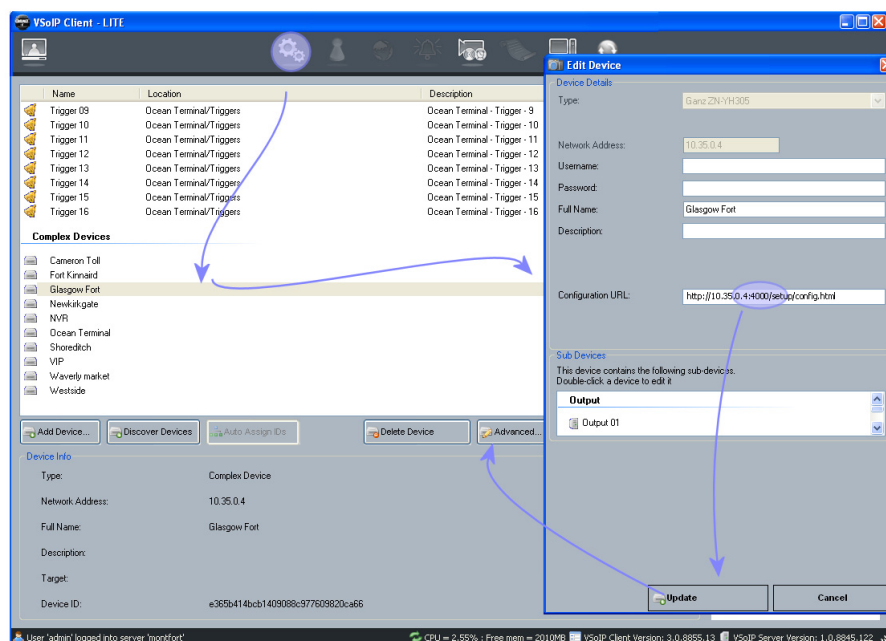 VSoIP Client - LITE
Name Location Description
Trigger 09 Ocean Terminal/Triggers Ocean Terminal - Trigger - 9
Trigger 10 Ocean Terminal/Triggers Ocean Terminal - Trigger - 10
Trigger 11 Ocean Terminal/Triggers Ocean Terminal - Trigger - 11
Trigger 12 Ocean Terminal/Triggers Ocean Terminal - Trigger - 12
Trigger 13 Ocean Terminal/Triggers Ocean Terminal - Trigger - 13
Trigger 14 Ocean Terminal/Triggers Ocean Terminal - Trigger - 14
Trigger 15 Ocean Terminal/Triggers Ocean Terminal - Trigger - 15
Trigger 16 Ocean Terminal/Triggers Ocean Terminal - Trigger - 16
Complex Devices
Cameron Toll
Fort Kinnaird
Glasgow Fort
Newkirkgate
NVR
Ocean Terminal
Shoreditch
VIP
Waverly market
Westside
Add Device... Discover Devices Auto Assign IDs Delete Device Advanced...
Device Info
Type: Complex Device
Network Address: 10.35.0.4
Full Name: Glasgow Fort
Description:
Target:
Device ID: e365b414bcb1409088c977609820ca66
Edit Device
Device Details
Type: Ganz ZN-YH305
Network Address: 10.35.0.4
Username:
Password:
Full Name: Glasgow Fort
Description:
Configuration URL: http://10.35.0.4:4000/setup/config.html
Sub Devices
This device contains the following sub-devices.
Double-click a device to edit it
Output
Output 01
Update Cancel
User 'admin' logged into server 'montfort' CPU = 2.55% : Free mem = 2010MB VSoIP Client Version: 3.0.8855.13 VSoIP Server Version: 1.0.8845.122